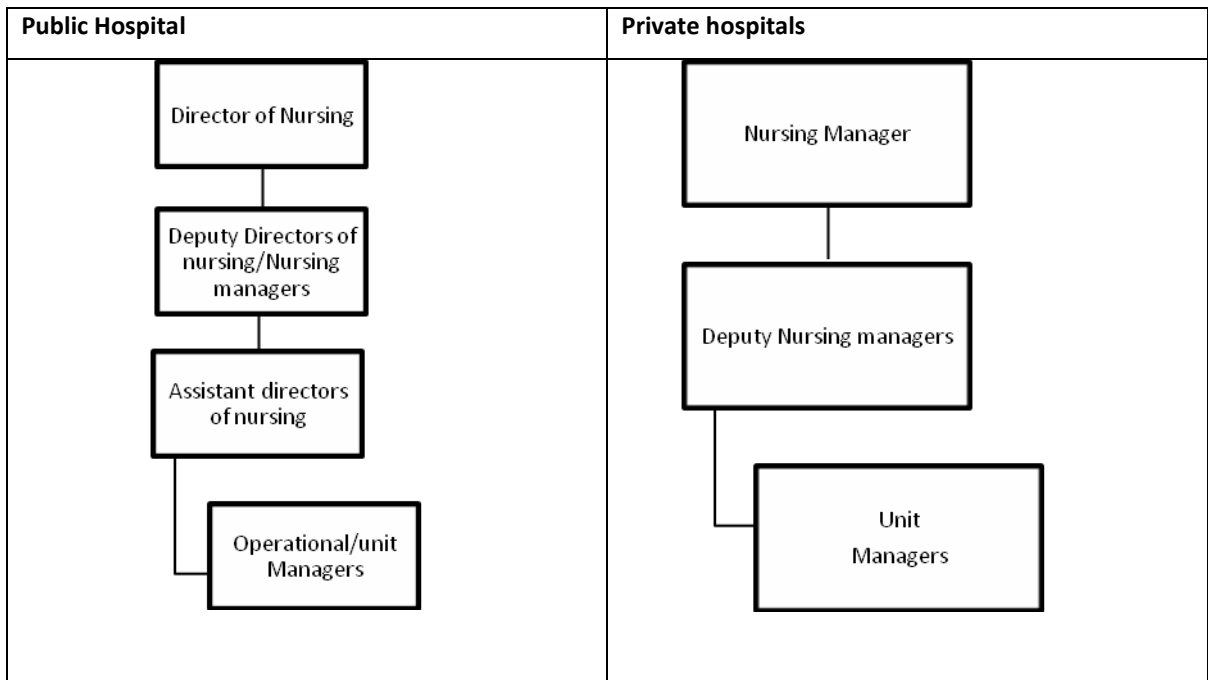 Public Hospital
Private hospitals
Director of Nursing
Deputy Directors of
nursing/Nursing
managers
Assistant directors
of nursing
Operational/unit
Managers
Nursing Manager
Deputy Nursing managers
Unit
Managers